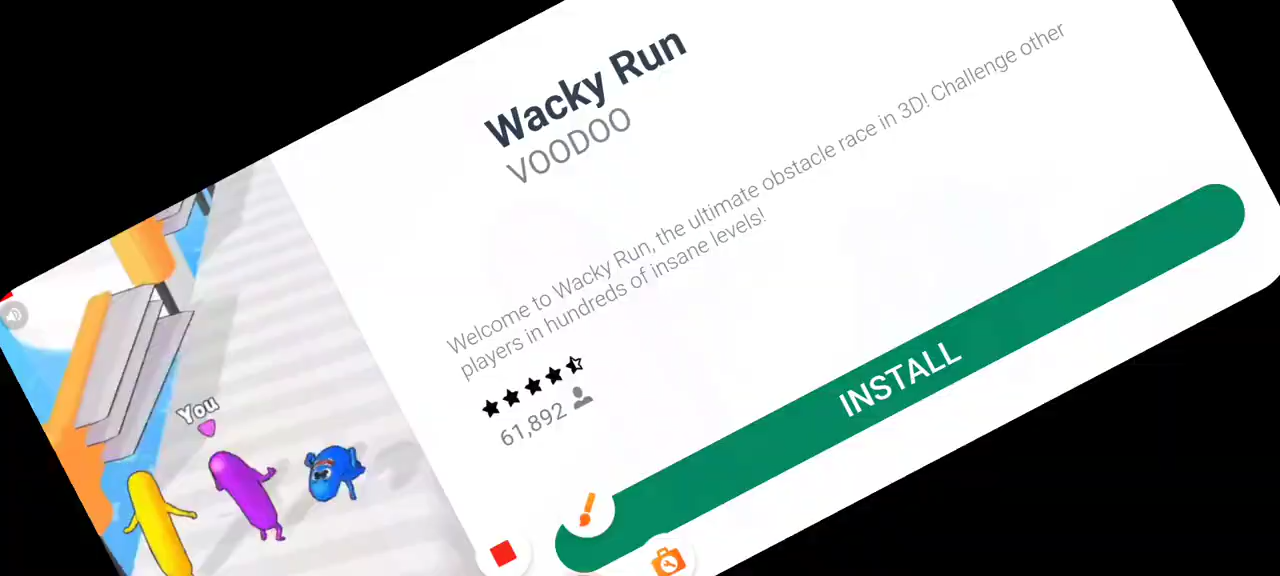 Wacky Run
VOODOO
Welcome to Wacky Run, the ultimate obstacle race in 3D! Challenge other
players in hundreds of insane levels!
61,892
INSTALL
You